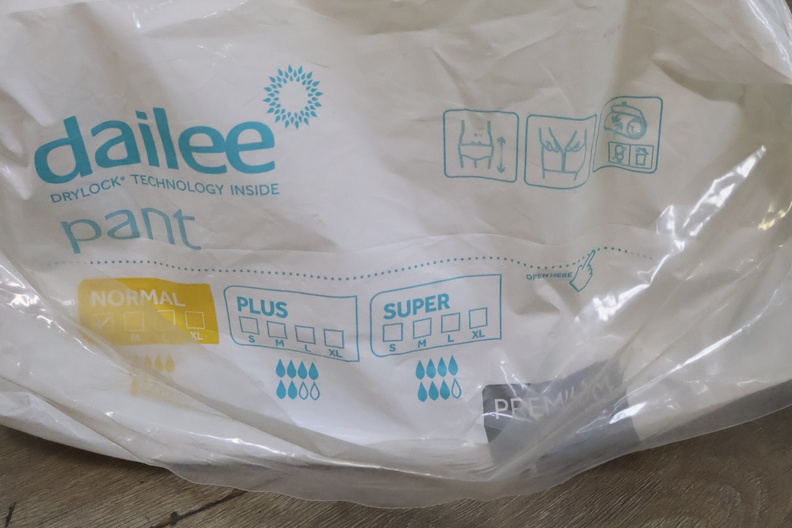 dailee
DRYLOCK® TECHNOLOGY INSIDE
pant
OPEN HERE
NORMAL
M XL
PLUS
S M L XL
SUPER
S M L XL
PREMIUM